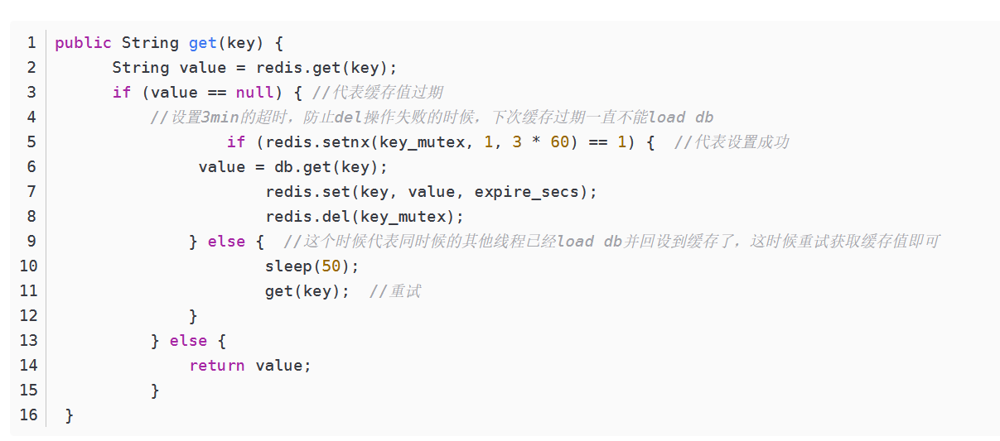 1 public String get(key) {
2 String value = redis.get(key);
3 if (value == null) { //代表缓存值过期
4 //设置3min的超时，防止del操作失败的时候，下次缓存过期一直不能load db
5 if (redis.setnx(key_mutex, 1, 3 * 60) == 1) { //代表设置成功
6 value = db.get(key);
7 redis.set(key, value, expire_secs);
8 redis.del(key_mutex);
9 } else { //这个时候代表同时候的其他线程已经load db并回设到缓存了，这时候重试获取缓存值即可
10 sleep(50);
11 get(key); //重试
12 }
13 } else {
14 return value;
15 }
16 }